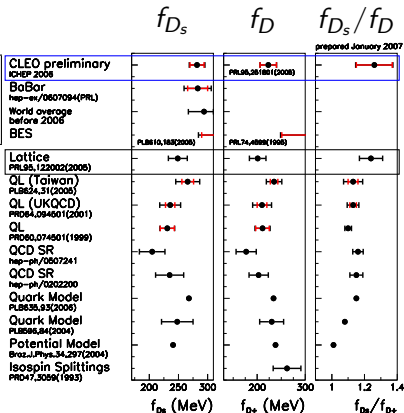 f_Ds f_D f_Ds/f_D
prepared January 2007
CLEO preliminary
ICHEP 2006
PRL95,251801(2005)
BaBar
hep-ex/0607094(PRL)
World average
before 2006
BES
PLB610,183(2005)
PRL74,4599(1995)
Lattice
PRL95,122002(2005)
QL (Taiwan)
PLB624,31(2005)
QL (UKQCD)
PRD64,094501(2001)
QL
PRD60,074501(1999)
QCD SR
hep-ph/0507241
QCD SR
hep-ph/0202200
Quark Model
PLB635,93(2006)
Quark Model
PLB596,84(2004)
Potential Model
Braz.J.Phys.34,297(2004)
Isospin Splittings
PRD47,3059(1993)
200 300 200 300 1 1.2 1.4
f_Ds (MeV) f_D+ (MeV) f_Ds/f_D+